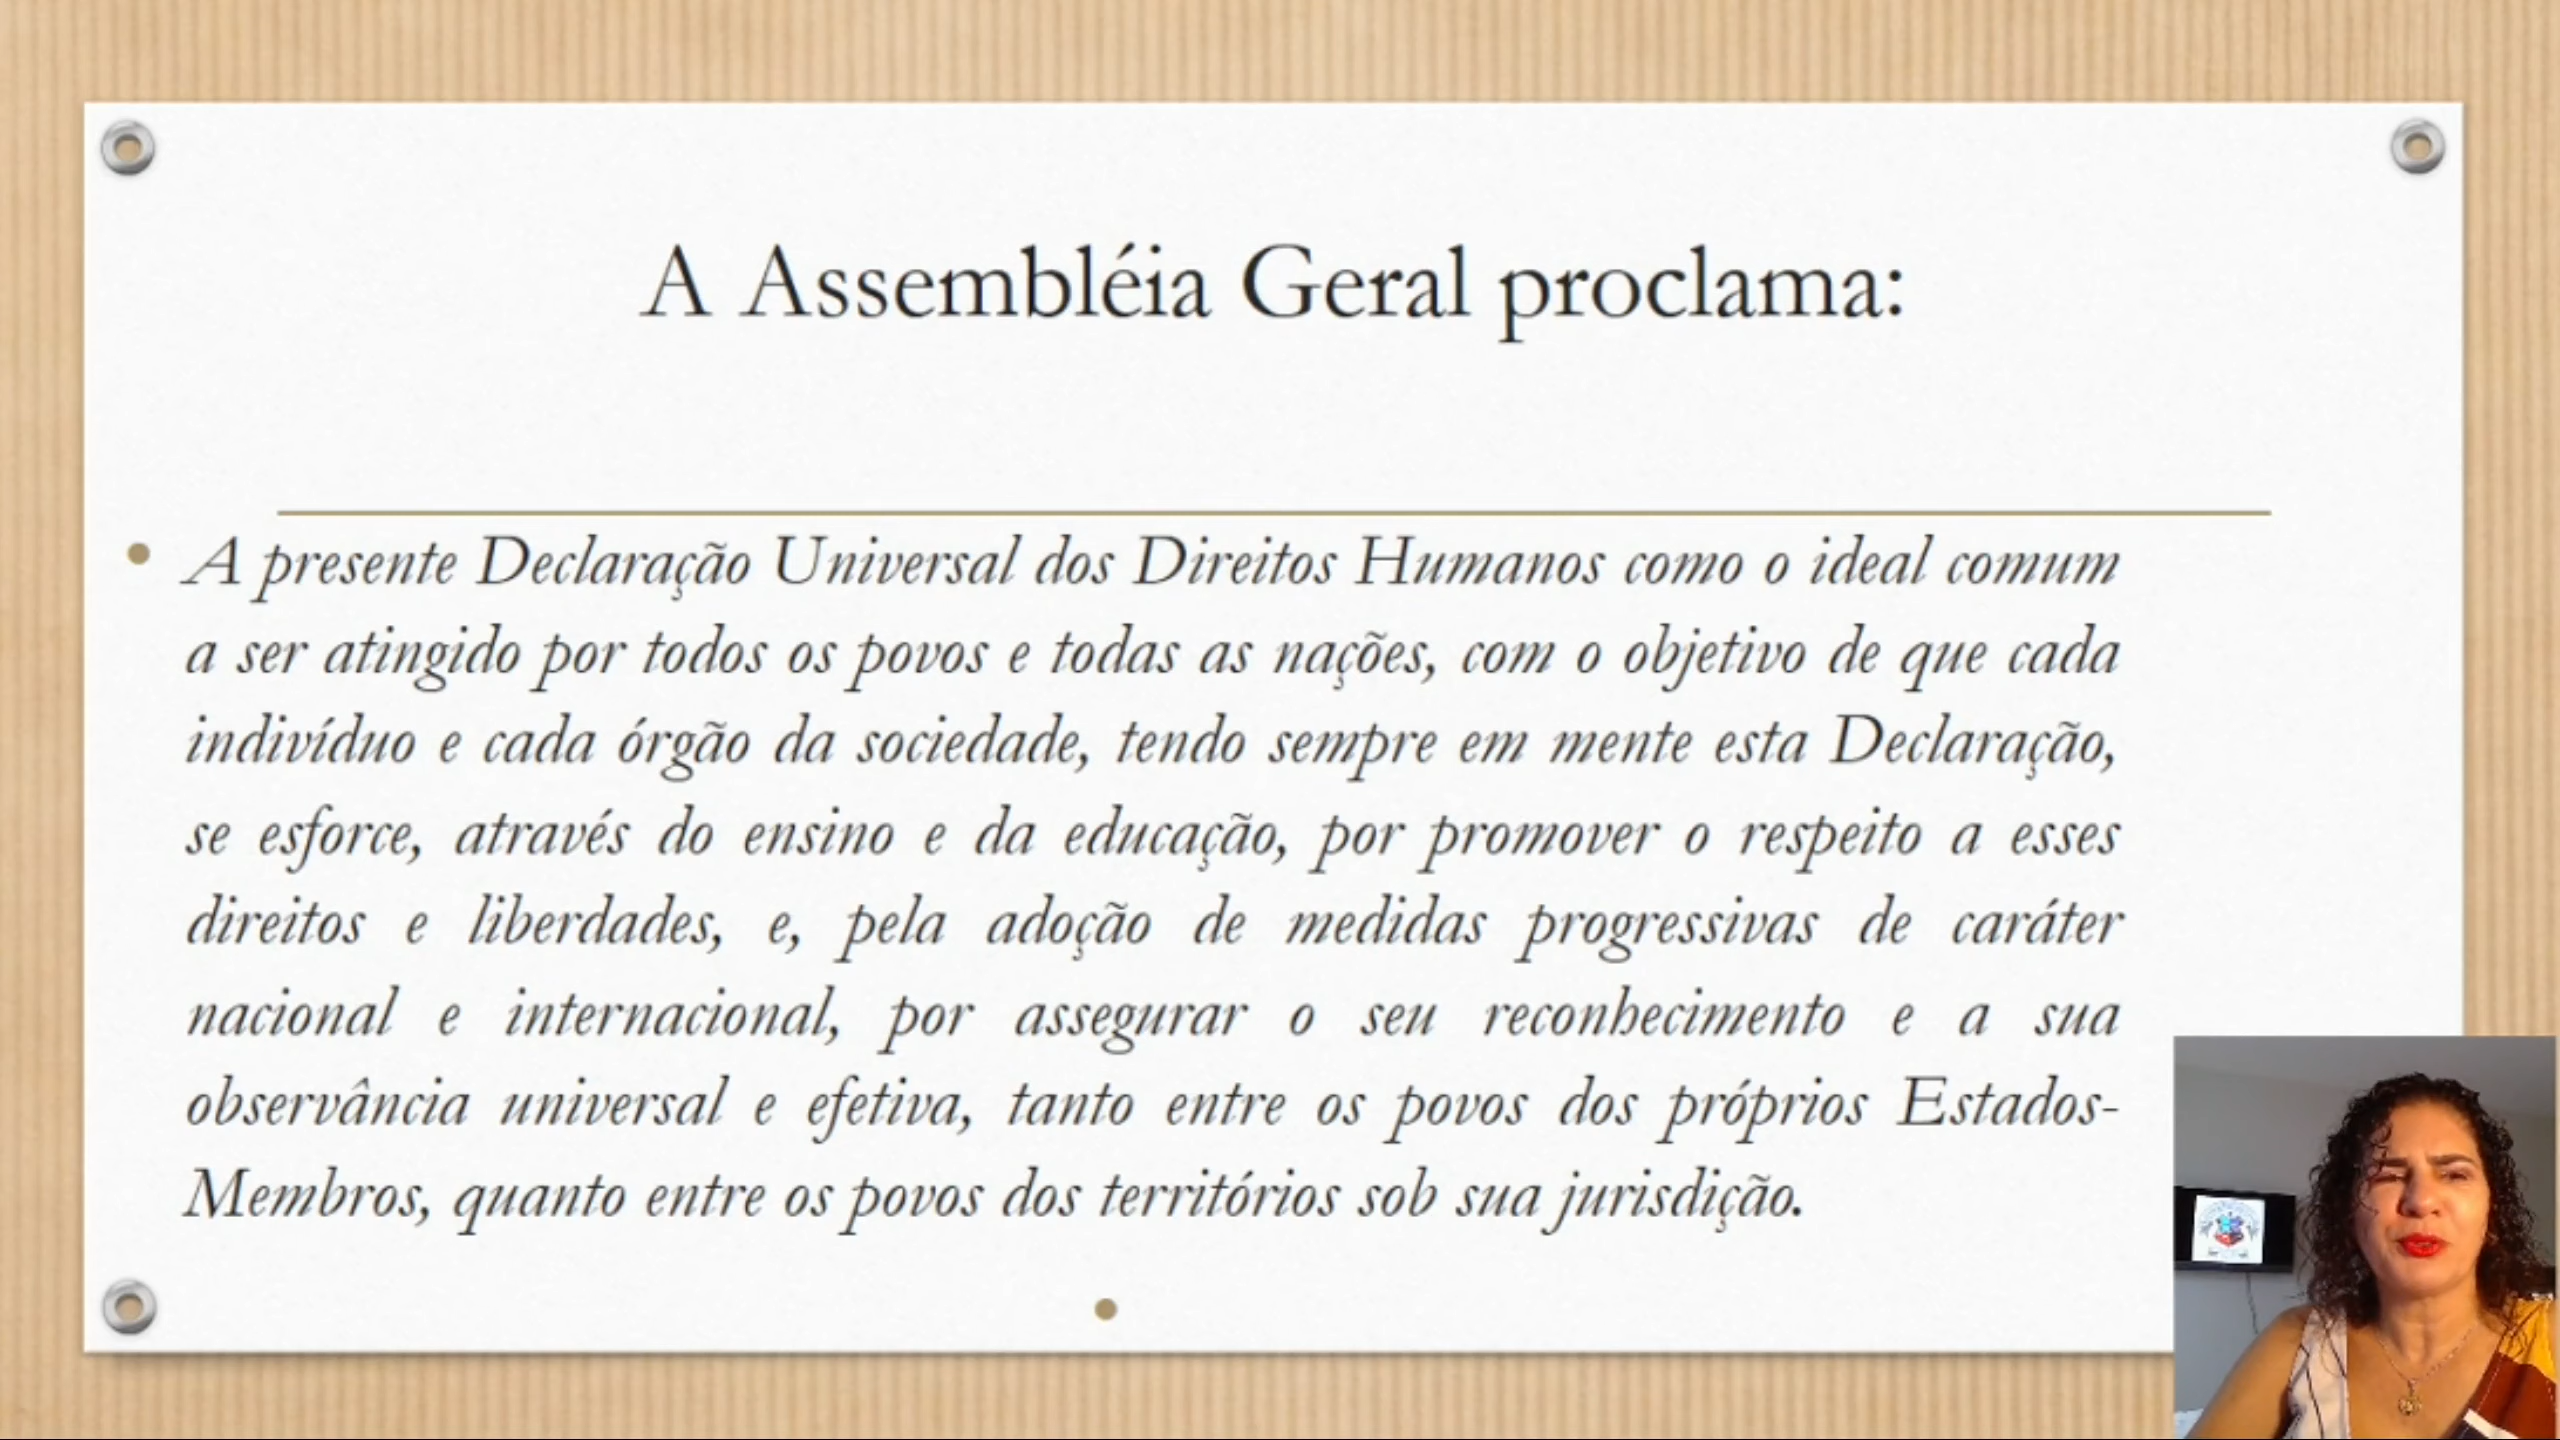 A Assembléia Geral proclama:
A presente Declaração Universal dos Direitos Humanos como o ideal comum
a ser atingido por todos os povos e todas as nações, com o objetivo de que cada
indivíduo e cada órgão da sociedade, tendo sempre em mente esta Declaração,
se esforce, através do ensino e da educação, por promover o respeito a esses
direitos e liberdades, e, pela adoção de medidas progressivas de caráter
nacional e internacional, por assegurar o seu reconhecimento e a sua
observância universal e efetiva, tanto entre os povos dos próprios Estados-
Membros, quanto entre os povos dos territórios sob sua jurisdição.